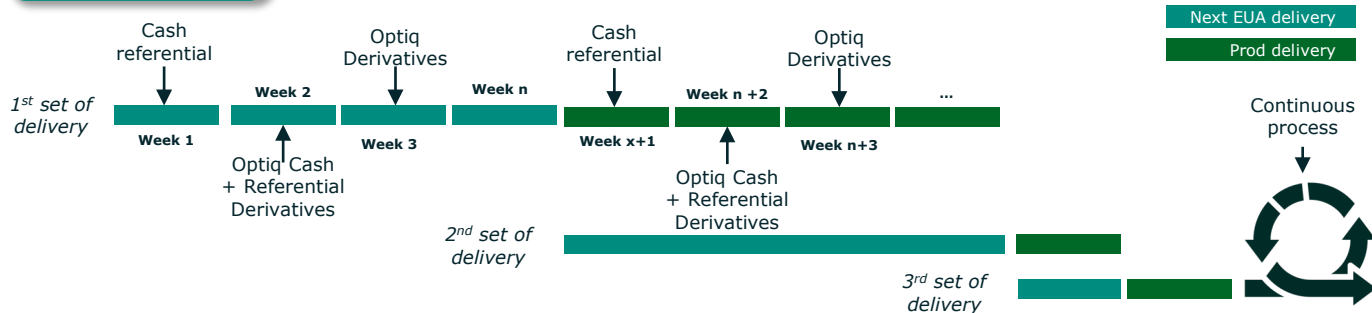 Next EUA delivery
Prod delivery
Cash
referential
Optiq
Derivatives
Cash
referential
Optiq
Derivatives
1st set of
delivery
Week 1
Week 2
Week 3
Week n
Week x+1
Week n +2
Week n+3
...
Optiq Cash
+ Referential
Derivatives
Optiq Cash
+ Referential
Derivatives
Continuous
process
2nd set of
delivery
3rd set of
delivery